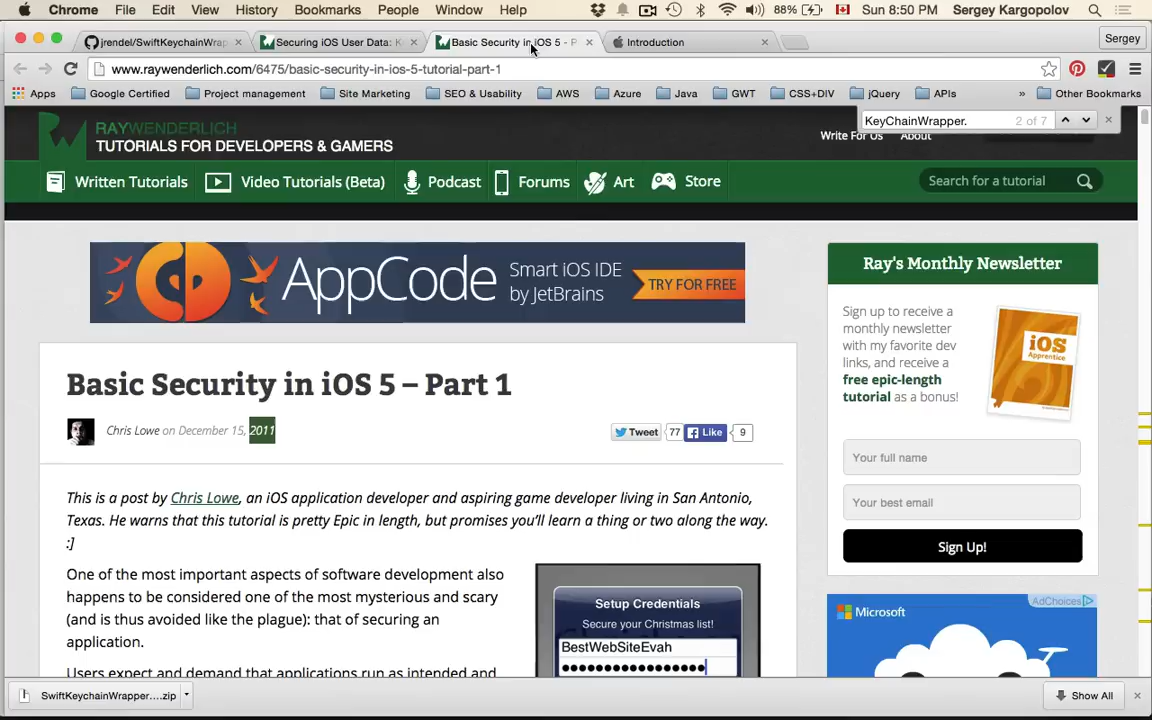 Chrome File Edit View History Bookmarks People Window Help 88% Sun 8:50 PM Sergey Kargopolov
jrendel/SwiftKeychainWrap Securing iOS User Data: Ke Basic Security in iOS 5 - P Introduction Sergey
www.raywenderlich.com/6475/basic-security-in-ios-5-tutorial-part-1
Apps Google Certified Project management Site Marketing SEO & Usability AWS Azure Java GWT CSS+DIV jQuery APIs » Other Bookmarks
KeyChainWrapper. 2 of 7
RAYWENDERLICH
TUTORIALS FOR DEVELOPERS & GAMERS
Write For Us About
Written Tutorials Video Tutorials (Beta) Podcast Forums Art Store Search for a tutorial
AppCode Smart iOS IDE
by JetBrains
TRY FOR FREE
Basic Security in iOS 5 – Part 1
Chris Lowe on December 15, 2011
Tweet 77 Like 9
This is a post by Chris Lowe, an iOS application developer and aspiring game developer living in San Antonio,
Texas. He warns that this tutorial is pretty Epic in length, but promises you'll learn a thing or two along the way.
:]
One of the most important aspects of software development also
happens to be considered one of the most mysterious and scary
(and is thus avoided like the plague): that of securing an
application.
Users expect and demand that applications run as intended and
Setup Credentials
Secure your Christmas list!
BestWebSiteEvah
Ray's Monthly Newsletter
Sign up to receive a
monthly newsletter
with my favorite dev
links, and receive a
free epic-length
tutorial as a bonus!
iOS
Apprentice
Your full name
Your best email
Sign Up!
Microsoft
AdChoices
SwiftKeychainWrapper....zip Show All